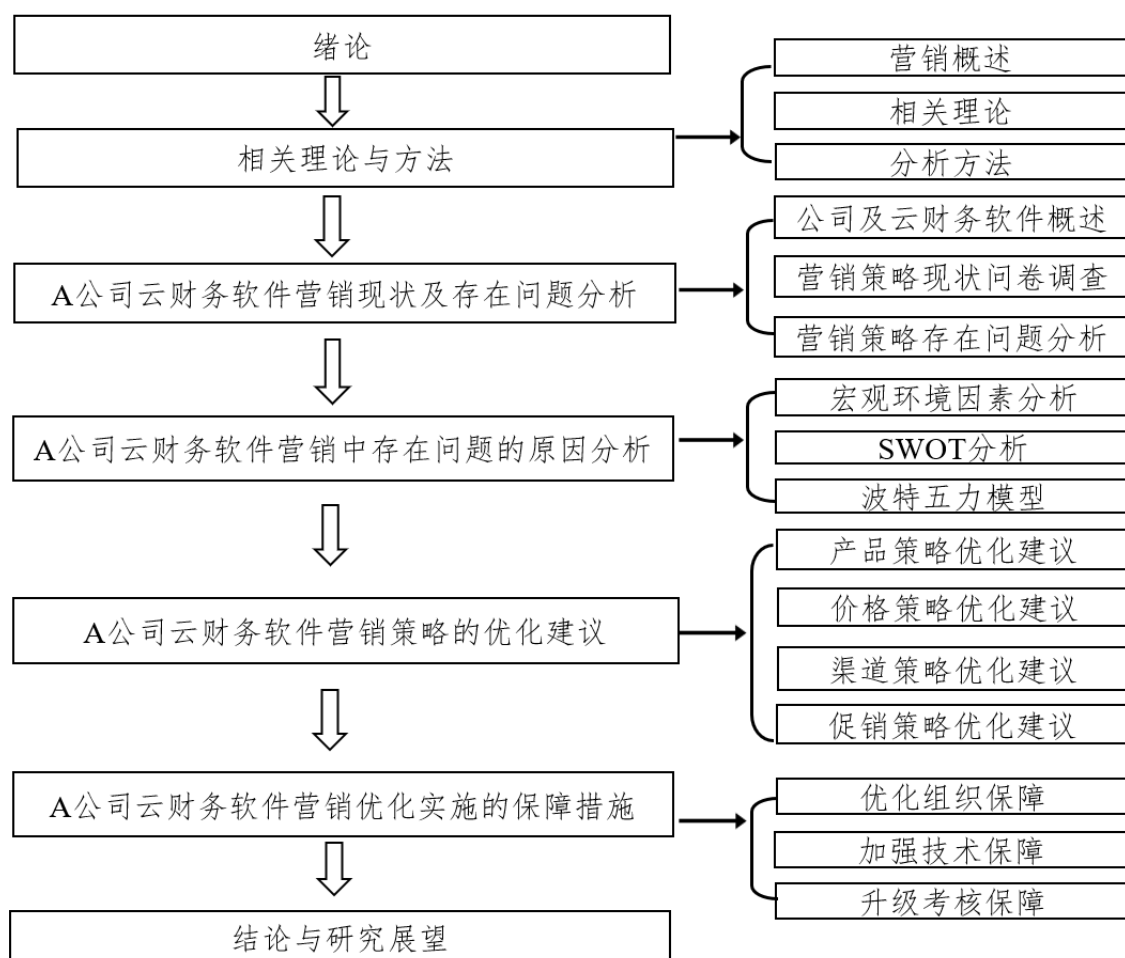 绪论
相关理论与方法
营销概述
相关理论
分析方法
A公司云财务软件营销现状及存在问题分析
公司及云财务软件概述
营销策略现状问卷调查
营销策略存在问题分析
A公司云财务软件营销中存在问题的原因分析
宏观环境因素分析
SWOT分析
波特五力模型
A公司云财务软件营销策略的优化建议
产品策略优化建议
价格策略优化建议
渠道策略优化建议
促销策略优化建议
A公司云财务软件营销优化实施的保障措施
优化组织保障
加强技术保障
升级考核保障
结论与研究展望